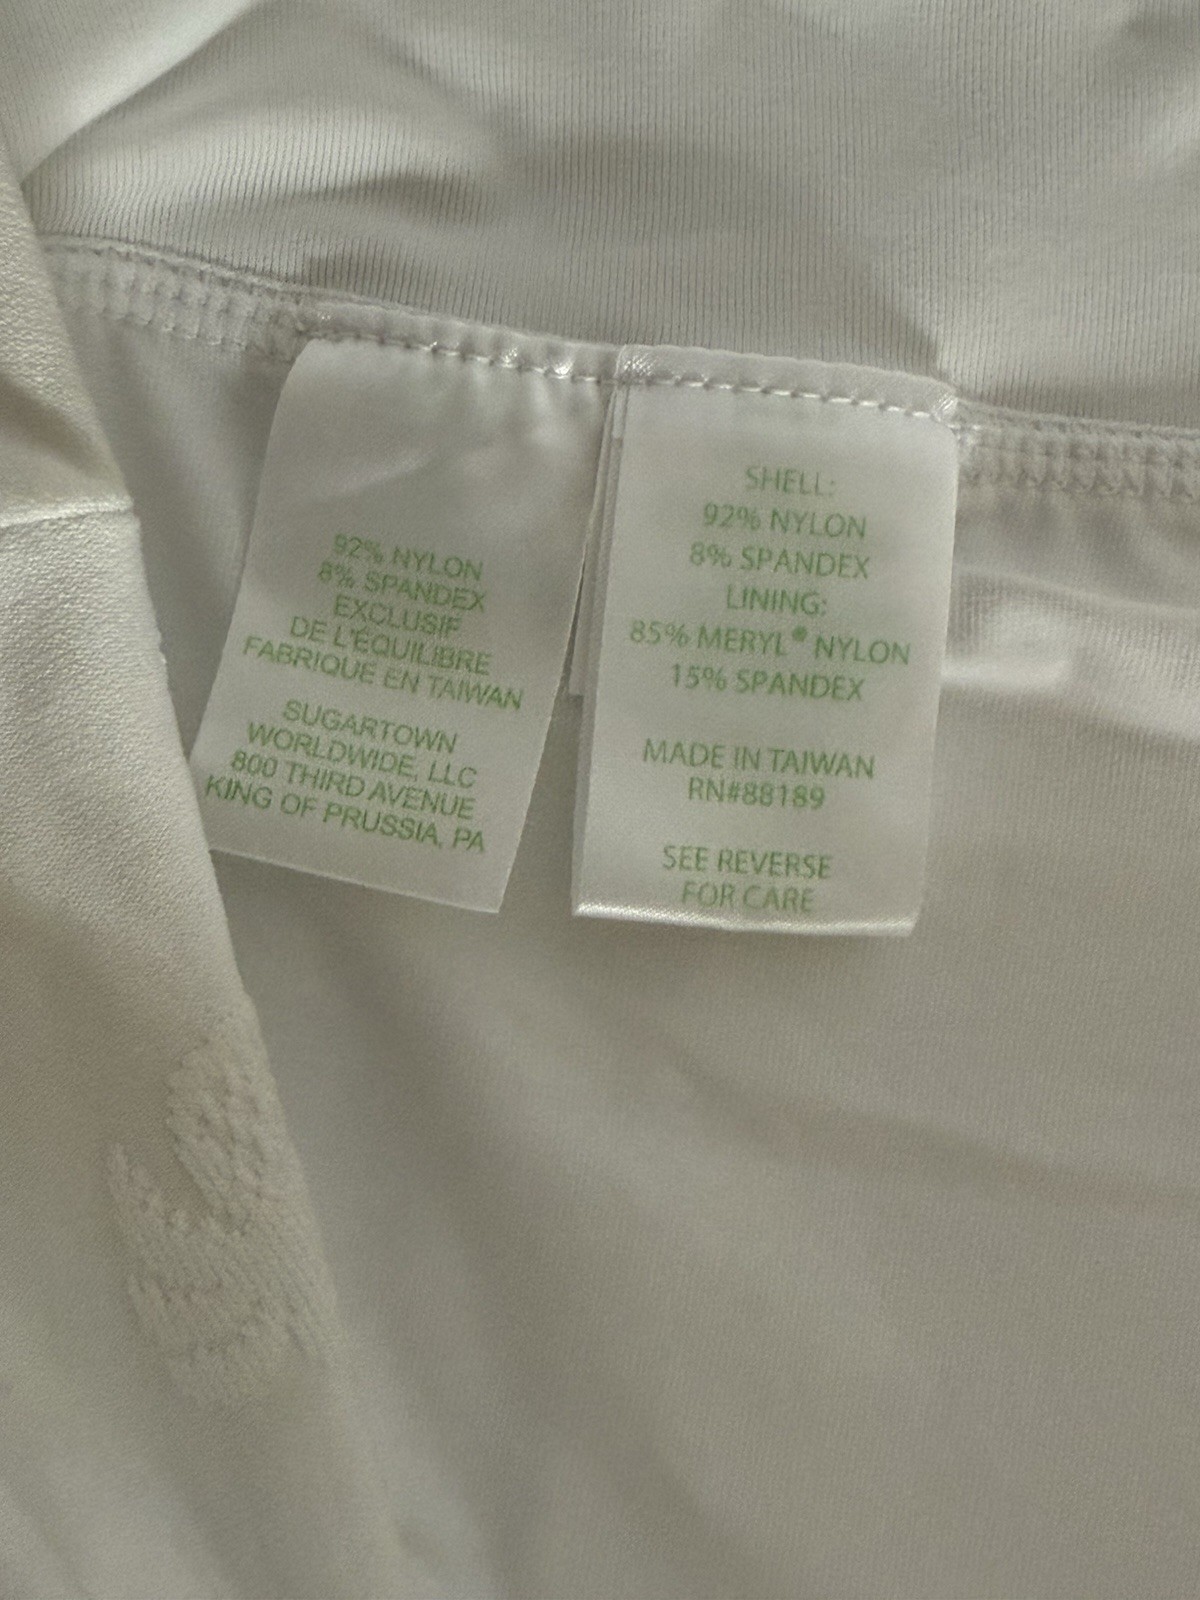 92% NYLON
8% SPANDEX
EXCLUSIF
DE L'ÉQUILIBRE
FABRIQUE EN TAIWAN
SUGARTOWN
WORLDWIDE, LLC
800 THIRD AVENUE
KING OF PRUSSIA, PA
SHELL:
92% NYLON
8% SPANDEX
LINING:
85% MERYL® NYLON
15% SPANDEX
MADE IN TAIWAN
RN#88189
SEE REVERSE
FOR CARE